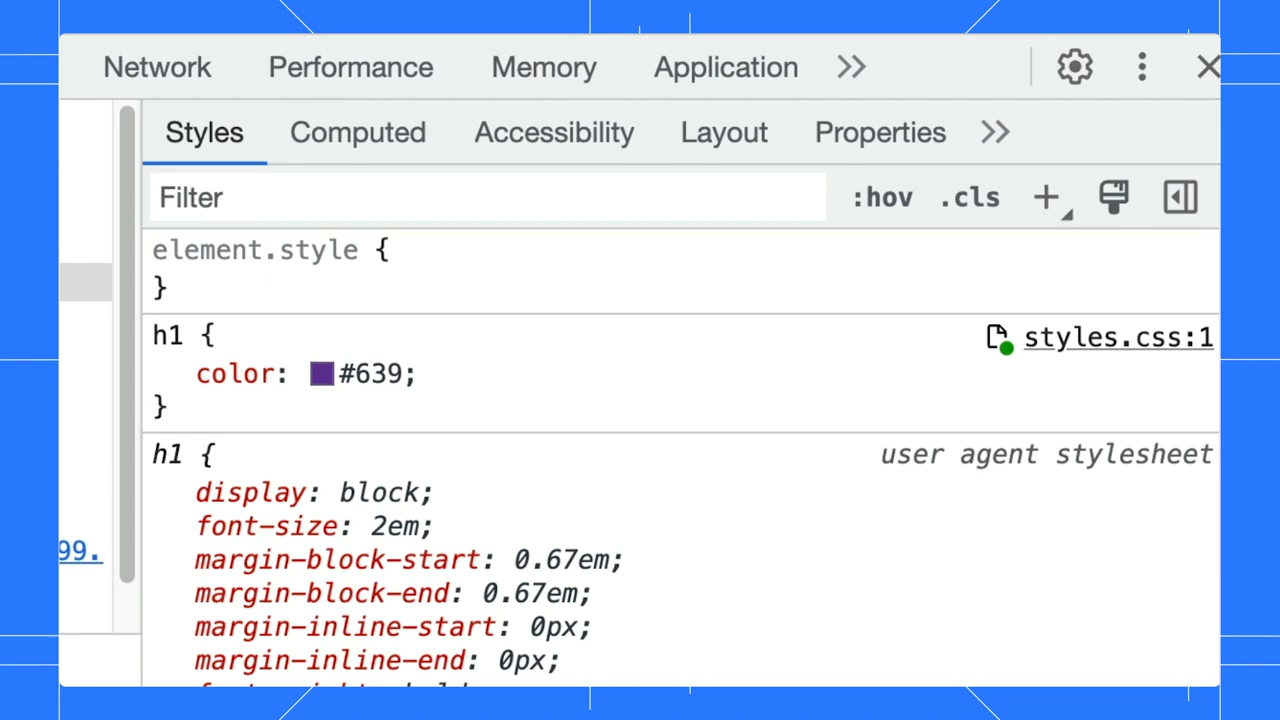 Network Performance Memory Application
Styles Computed Accessibility Layout Properties
Filter :hov .cls
element.style {
}
h1 { styles.css:1
color: #639;
}
h1 { user agent stylesheet
display: block;
font-size: 2em;
margin-block-start: 0.67em;
99.
margin-block-end: 0.67em;
margin-inline-start: 0px;
margin-inline-end: 0px;